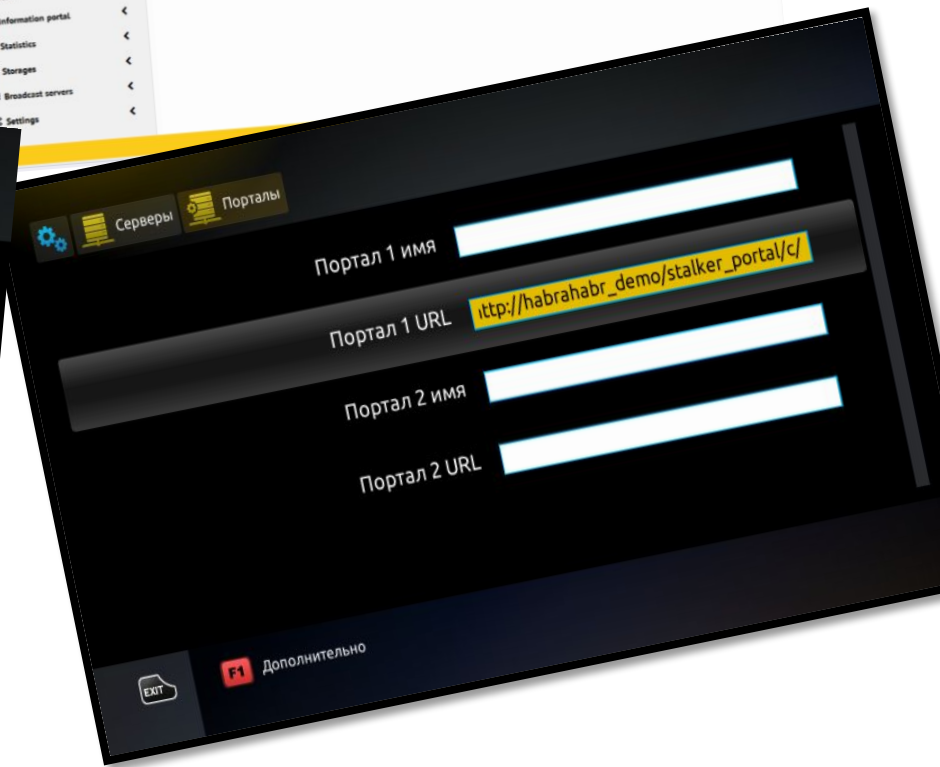 Information portal
Statistics
Storages
Broadcast servers
Settings
Серверы
Порталы
Портал 1 имя
Портал 1 URL
ttp://habrahabr_demo/stalker_portal/c/
Портал 2 имя
Портал 2 URL
EXIT
F1
Дополнительно